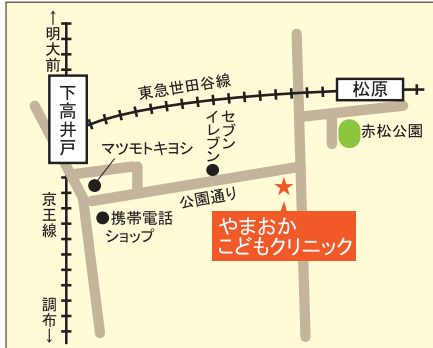 ↑明大前
下高井戸
東急世田谷線
松原
赤松公園
マツモトキヨシ
セブン
イレブン
公園通り
携帯電話
ショップ
やまおか
こどもクリニック
京王線
調布↓